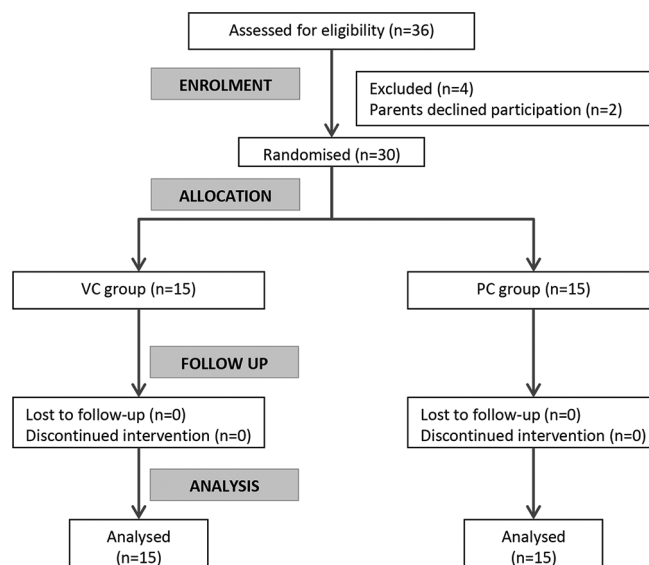 Assessed for eligibility (n=36)
ENROLMENT
Excluded (n=4)
Parents declined participation (n=2)
Randomised (n=30)
ALLOCATION
VC group (n=15)
PC group (n=15)
FOLLOW UP
Lost to follow-up (n=0)
Discontinued intervention (n=0)
Lost to follow-up (n=0)
Discontinued intervention (n=0)
ANALYSIS
Analysed
(n=15)
Analysed
(n=15)